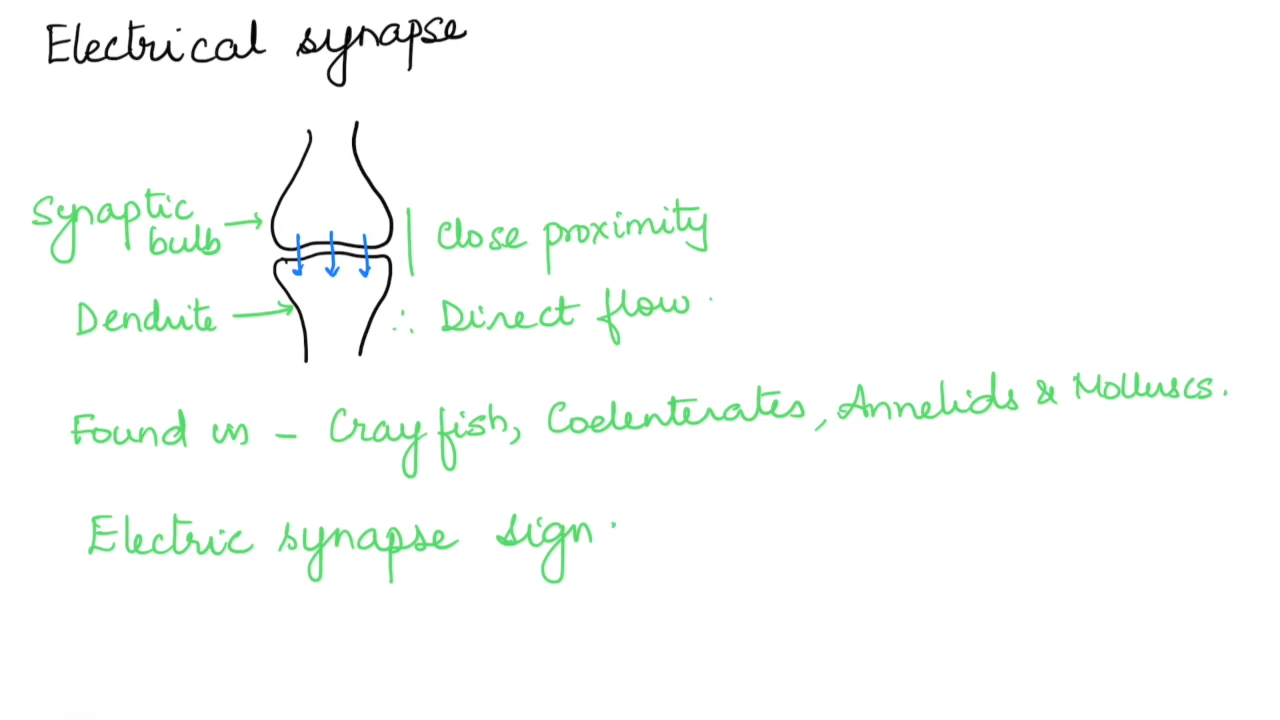 Electrical synapse
Synaptic
bulb
Close proximity
Dendrite
∴ Direct flow.
Found in - Crayfish, Coelenterates, Annelids & Molluscs.
Electric synapse sign.